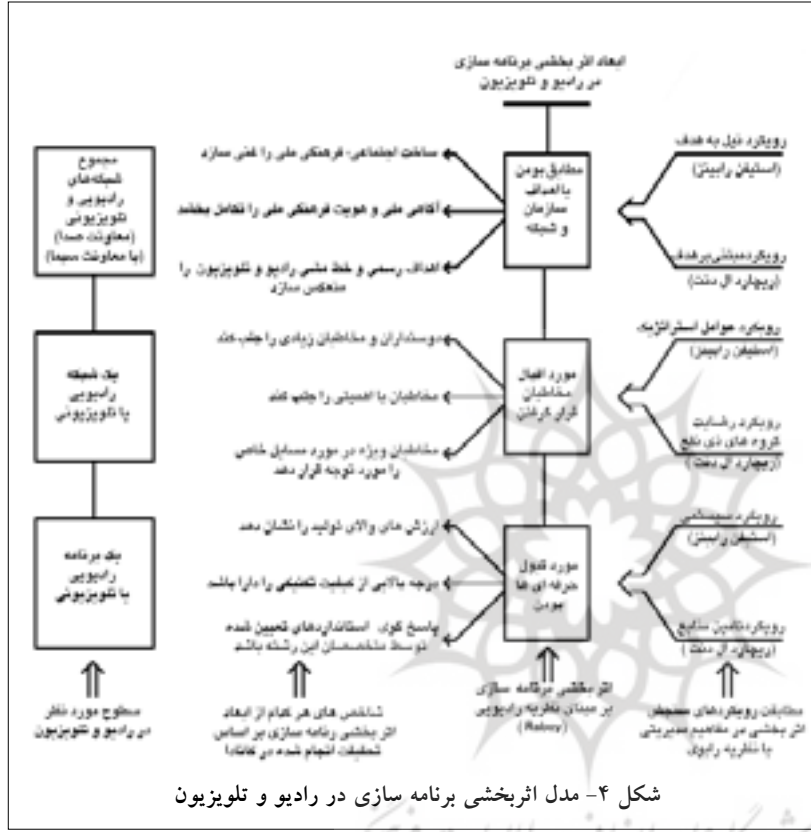 ابعاد اثر بخشی برنامه سازی
در رادیو و تلویزیون
رویکرد نیل به هدف
(استیفن رابینز)
رویکرد مبتنی بر هدف
(ریچارد ال دفت)
مطابق بودن
با اهداف
سازمان
و شبکه
ساخت اجتماعی- فرهنگی ملی را غنی سازد
آگاهی ملی و هویت فرهنگی ملی را تکامل بخشد
اهداف رسمی و خط مشی رادیو و تلویزیون را
منعکس سازد
مجموع
شبکه‌های
رادیویی و
تلویزیونی
(معاونت صدا)
(یا معاونت سیما)
رویکرد عوامل استراتژیک
(استیفن رابینز)
رویکرد رضایت
گروه های ذی نفع
(ریچارد ال دفت)
مورد اقبال
مخاطبان
قرار گرفتن
دوستداران و مخاطبان زیادی را جلب کند
مخاطبان با اهمیتی را جلب کند
مخاطبان ویژه در مورد مسایل خاص
را مورد توجه قرار دهد
یک شبکه
رادیویی
یا تلویزیونی
رویکرد سیستمی
(استیفن رابینز)
رویکرد تامین منابع
(ریچارد ال دفت)
مورد قبول
حرفه ای ها
بودن
ارزش های والای تولید را نشان دهد
درجه بالایی از کیفیت تکنیکی را دارا باشد
پاسخ گوی استانداردهای تعیین شده
توسط متخصصان این رشته باشد
یک برنامه
رادیویی
یا تلویزیونی
مطابقت رویکردهای سنجش
اثر بخشی در مفاهیم مدیریتی
با نظریه رابوی
اثر بخشی برنامه سازی
بر مبنای نظریه رادیویی
(Raboy)
شاخص های هر کدام از ابعاد
اثر بخشی رنامه سازی بر اساس
تحقیقات انجام شده در کانادا
سطوح مورد نظر
در رادیو و تلویزیون
شکل ۴- مدل اثربخشی برنامه سازی در رادیو و تلویزیون